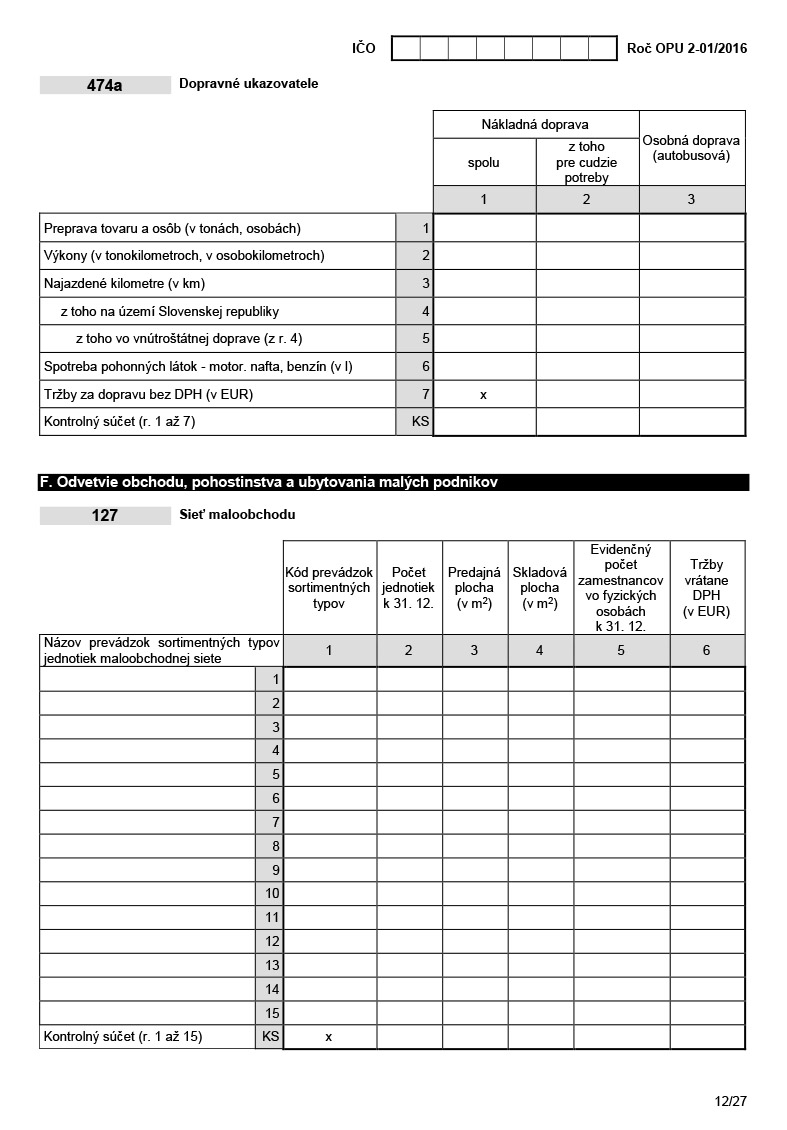 IČO Roč OPU 2-01/2016
474a Dopravné ukazovatele
Nákladná doprava
Osobná doprava
(autobusová)
spolu
z toho
pre cudzie
potreby
1 2 3
Preprava tovaru a osôb (v tonách, osobách) 1
Výkony (v tonokilometroch, v osobokilometroch) 2
Najazdené kilometre (v km) 3
z toho na území Slovenskej republiky 4
z toho vo vnútroštátnej doprave (z r. 4) 5
Spotreba pohonných látok - motor. nafta, benzín (v l) 6
Tržby za dopravu bez DPH (v EUR) 7 x
Kontrolný súčet (r. 1 až 7) KS
F. Odvetvie obchodu, pohostinstva a ubytovania malých podnikov
127 Sieť maloobchodu
Kód prevádzok
sortimentných
typov
Počet
jednotiek
k 31. 12.
Predajná
plocha
(v m²)
Skladová
plocha
(v m²)
Evidenčný
počet
zamestnancov
vo fyzických
osobách
k 31. 12.
Tržby
vrátane
DPH
(v EUR)
Názov prevádzok sortimentných typov
jednotiek maloobchodnej siete
1 2 3 4 5 6
1
2
3
4
5
6
7
8
9
10
11
12
13
14
15
Kontrolný súčet (r. 1 až 15) KS x
12/27